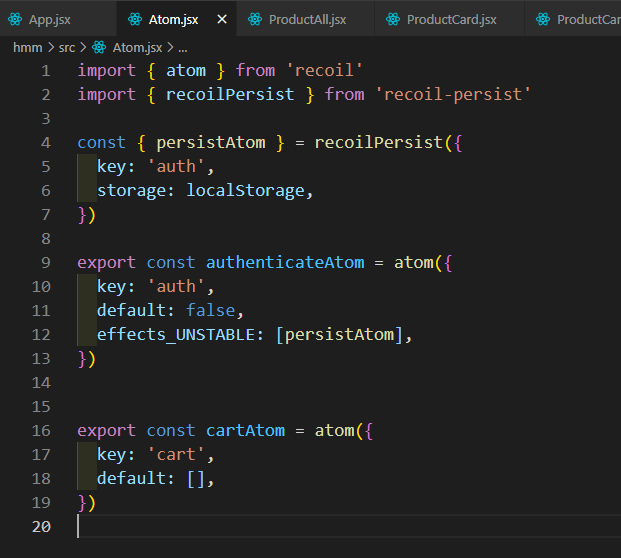 App.jsx Atom.jsx ProductAll.jsx ProductCard.jsx ProductCar
hmm > src > Atom.jsx > ...
1 import { atom } from 'recoil'
2 import { recoilPersist } from 'recoil-persist'
3
4 const { persistAtom } = recoilPersist({
5 key: 'auth',
6 storage: localStorage,
7 })
8
9 export const authenticateAtom = atom({
10 key: 'auth',
11 default: false,
12 effects_UNSTABLE: [persistAtom],
13 })
14
15
16 export const cartAtom = atom({
17 key: 'cart',
18 default: [],
19 })
20